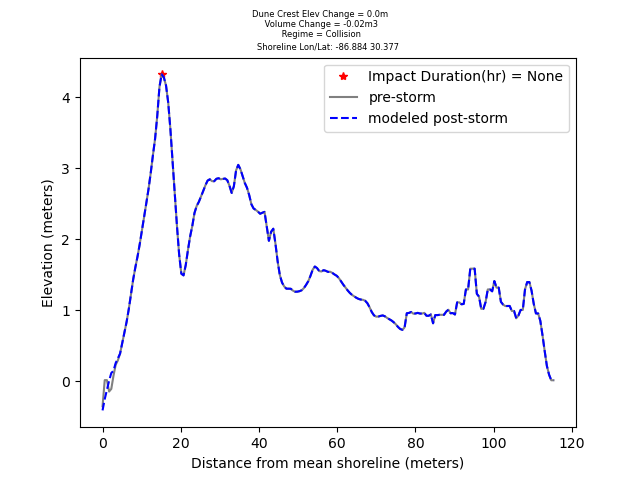 Dune Crest Elev Change = 0.0m
Volume Change = -0.02m3
Regime = Collision
Shoreline Lon/Lat: -86.884 30.377
Impact Duration(hr) = None
pre-storm
modeled post-storm
Elevation (meters)
4
3
2
1
0
0 20 40 60 80 100 120
Distance from mean shoreline (meters)